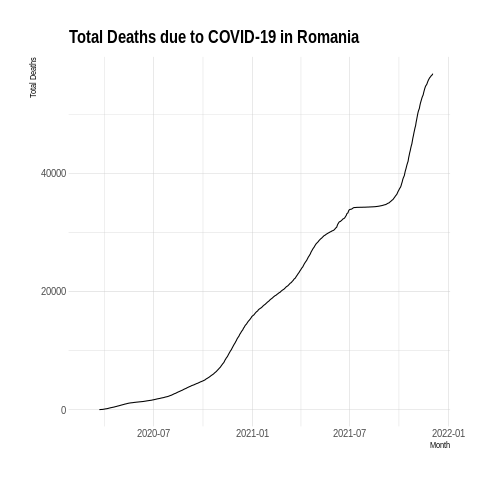 Total Deaths due to COVID-19 in Romania
Total Deaths
40000
20000
0
2020-07
2021-01
2021-07
2022-01
Month